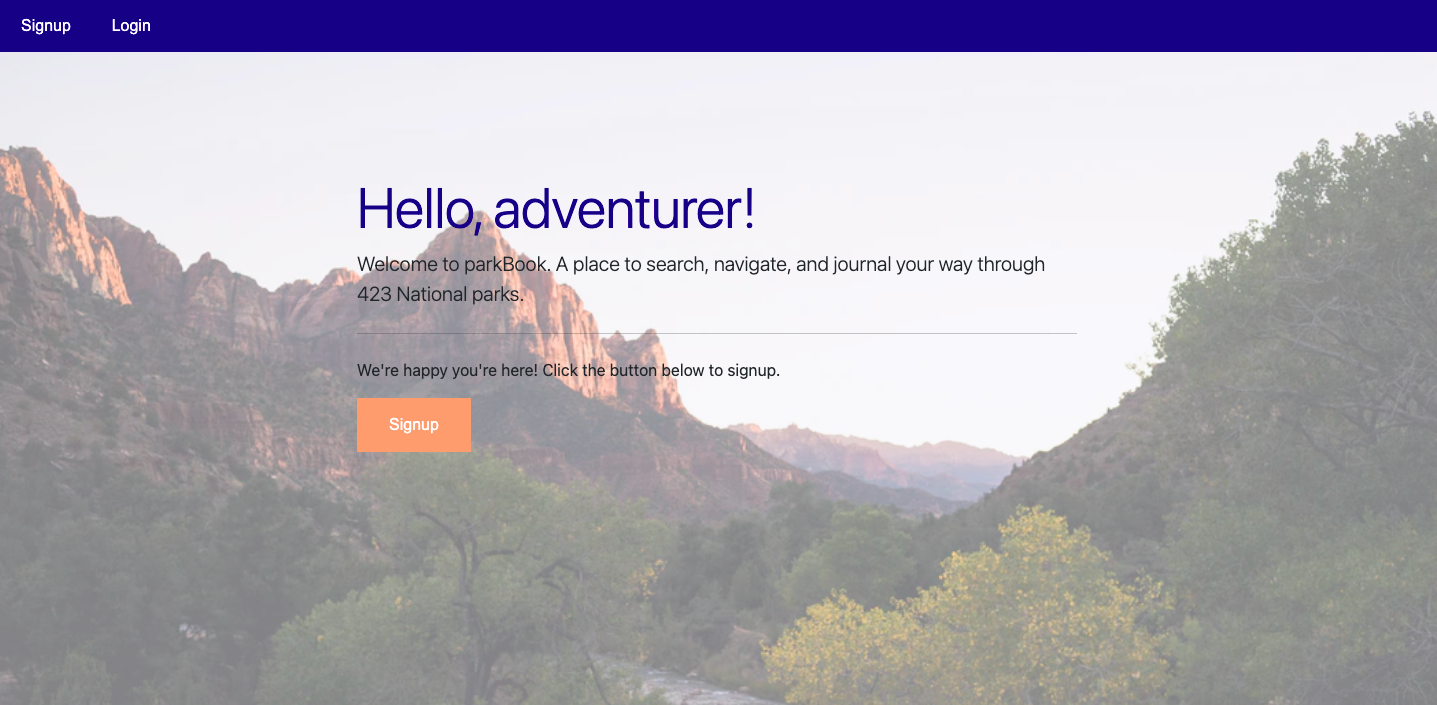 Signup
Login
Hello, adventurer!
Welcome to parkBook. A place to search, navigate, and journal your way through
423 National parks.
We're happy you're here! Click the button below to signup.
Signup